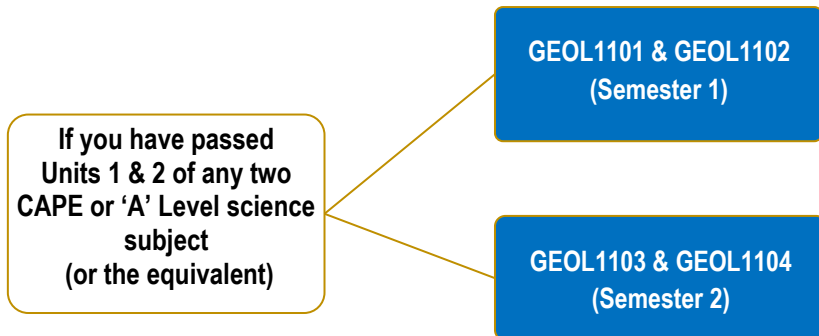 If you have passed
Units 1 & 2 of any two
CAPE or ‘A’ Level science
subject
(or the equivalent)
GEOL1101 & GEOL1102
(Semester 1)
GEOL1103 & GEOL1104
(Semester 2)